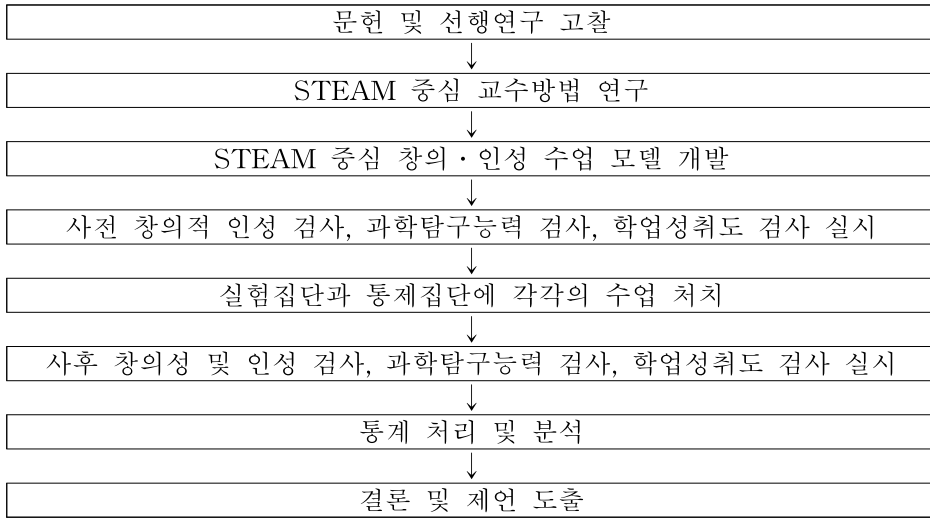 문헌 및 선행연구 고찰
STEAM 중심 교수방법 연구
STEAM 중심 창의・인성 수업 모델 개발
사전 창의적 인성 검사, 과학탐구능력 검사, 학업성취도 검사 실시
실험집단과 통제집단에 각각의 수업 처치
사후 창의성 및 인성 검사, 과학탐구능력 검사, 학업성취도 검사 실시
통계 처리 및 분석
결론 및 제언 도출